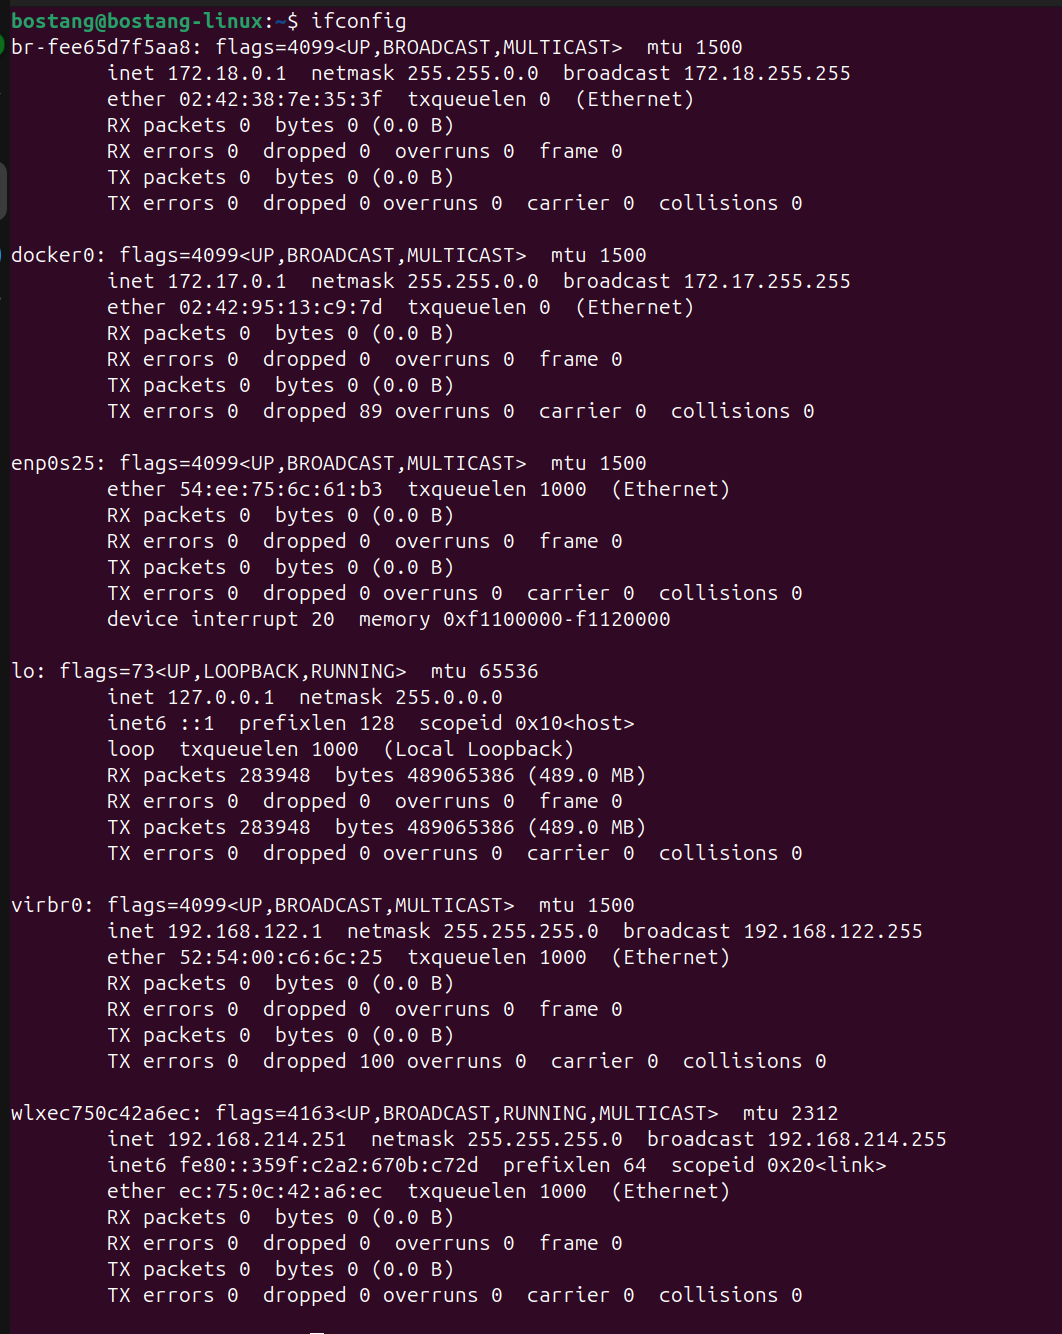 bostang@bostang-linux:~$ ifconfig
br-fee65d7f5aa8: flags=4099<UP,BROADCAST,MULTICAST>  mtu 1500
        inet 172.18.0.1  netmask 255.255.0.0  broadcast 172.18.255.255
        ether 02:42:38:7e:35:3f  txqueuelen 0  (Ethernet)
        RX packets 0  bytes 0 (0.0 B)
        RX errors 0  dropped 0  overruns 0  frame 0
        TX packets 0  bytes 0 (0.0 B)
        TX errors 0  dropped 0 overruns 0  carrier 0  collisions 0

docker0: flags=4099<UP,BROADCAST,MULTICAST>  mtu 1500
        inet 172.17.0.1  netmask 255.255.0.0  broadcast 172.17.255.255
        ether 02:42:95:13:c9:7d  txqueuelen 0  (Ethernet)
        RX packets 0  bytes 0 (0.0 B)
        RX errors 0  dropped 0  overruns 0  frame 0
        TX packets 0  bytes 0 (0.0 B)
        TX errors 0  dropped 89 overruns 0  carrier 0  collisions 0

enp0s25: flags=4099<UP,BROADCAST,MULTICAST>  mtu 1500
        ether 54:ee:75:6c:61:b3  txqueuelen 1000  (Ethernet)
        RX packets 0  bytes 0 (0.0 B)
        RX errors 0  dropped 0  overruns 0  frame 0
        TX packets 0  bytes 0 (0.0 B)
        TX errors 0  dropped 0 overruns 0  carrier 0  collisions 0
        device interrupt 20  memory 0xf1100000-f1120000

lo: flags=73<UP,LOOPBACK,RUNNING>  mtu 65536
        inet 127.0.0.1  netmask 255.0.0.0
        inet6 ::1  prefixlen 128  scopeid 0x10<host>
        loop  txqueuelen 1000  (Local Loopback)
        RX packets 283948  bytes 489065386 (489.0 MB)
        RX errors 0  dropped 0  overruns 0  frame 0
        TX packets 283948  bytes 489065386 (489.0 MB)
        TX errors 0  dropped 0 overruns 0  carrier 0  collisions 0

virbr0: flags=4099<UP,BROADCAST,MULTICAST>  mtu 1500
        inet 192.168.122.1  netmask 255.255.255.0  broadcast 192.168.122.255
        ether 52:54:00:c6:6c:25  txqueuelen 1000  (Ethernet)
        RX packets 0  bytes 0 (0.0 B)
        RX errors 0  dropped 0  overruns 0  frame 0
        TX packets 0  bytes 0 (0.0 B)
        TX errors 0  dropped 100 overruns 0  carrier 0  collisions 0

wlxec750c42a6ec: flags=4163<UP,BROADCAST,RUNNING,MULTICAST>  mtu 2312
        inet 192.168.214.251  netmask 255.255.255.0  broadcast 192.168.214.255
        inet6 fe80::359f:c2a2:670b:c72d  prefixlen 64  scopeid 0x20<link>
        ether ec:75:0c:42:a6:ec  txqueuelen 1000  (Ethernet)
        RX packets 0  bytes 0 (0.0 B)
        RX errors 0  dropped 0  overruns 0  frame 0
        TX packets 0  bytes 0 (0.0 B)
        TX errors 0  dropped 0 overruns 0  carrier 0  collisions 0